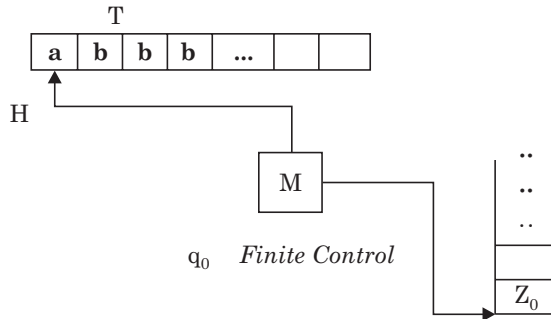 T
a b b b ...
H
M
..
..
..
q₀ Finite Control
Z₀